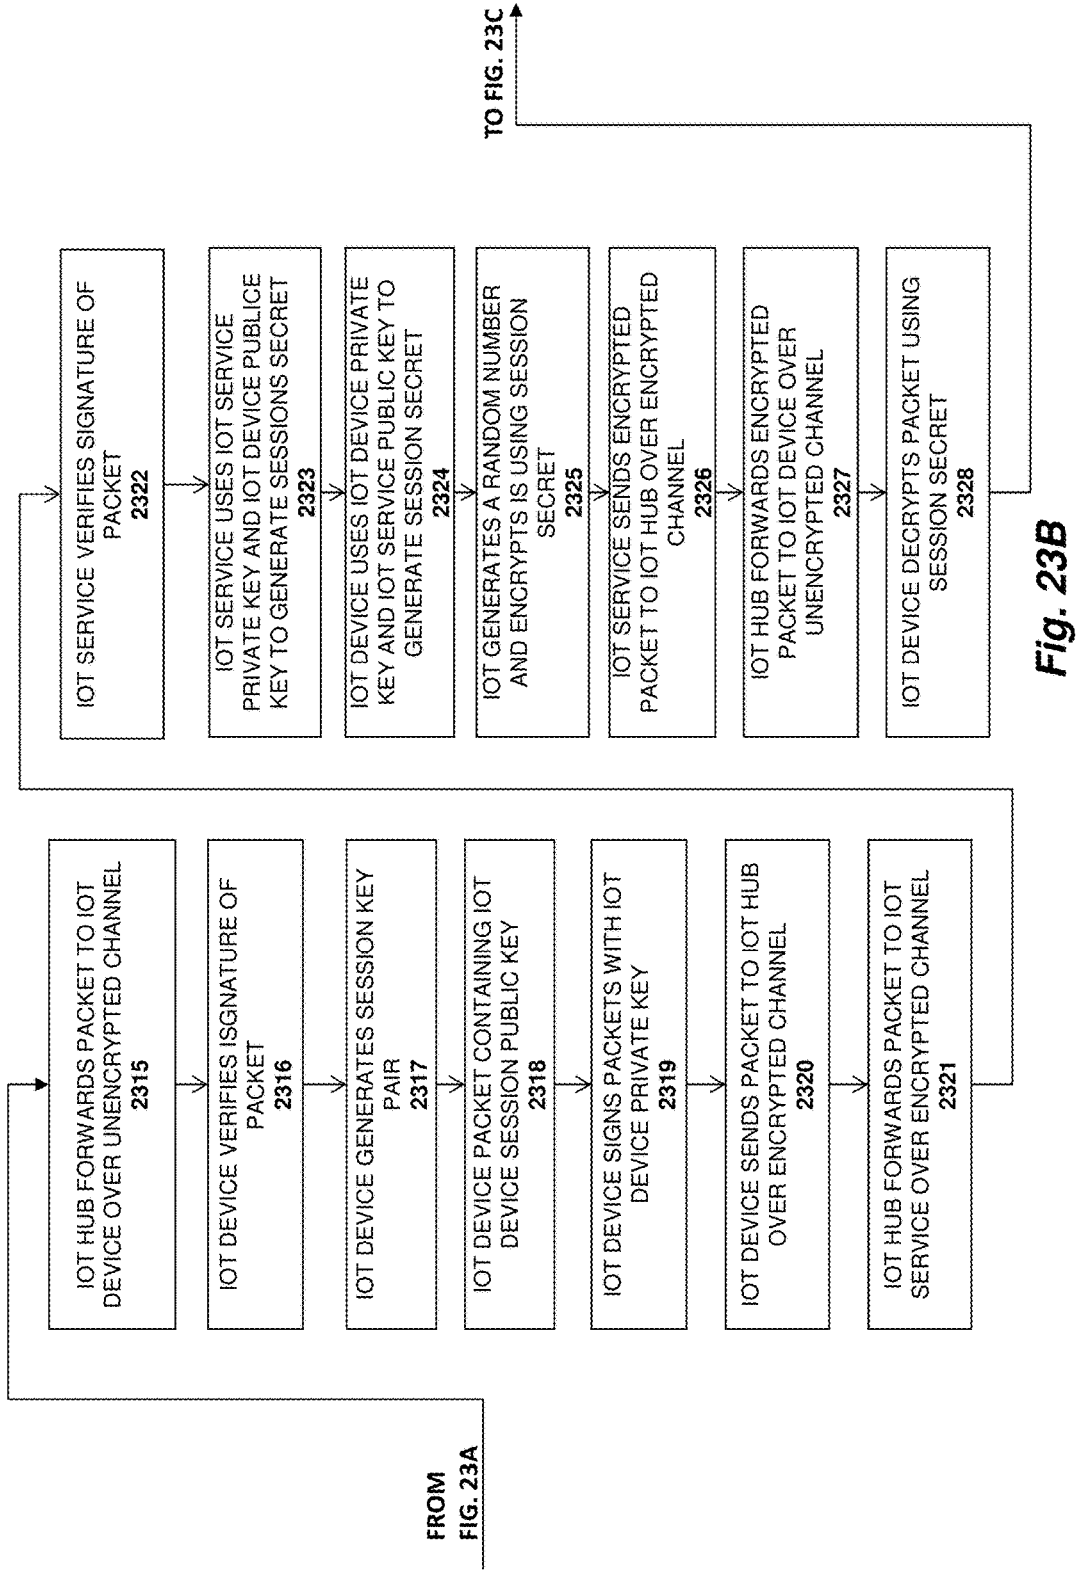 FROM
FIG. 23A
IOT HUB FORWARDS PACKET TO IOT
DEVICE OVER UNENCRYPTED CHANNEL
2315
IOT DEVICE VERIFIES ISGNATURE OF
PACKET
2316
IOT DEVICE GENERATES SESSION KEY
PAIR
2317
IOT DEVICE PACKET CONTAINING IOT
DEVICE SESSION PUBLIC KEY
2318
IOT DEVICE SIGNS PACKETS WITH IOT
DEVICE PRIVATE KEY
2319
IOT DEVICE SENDS PACKET TO IOT HUB
OVER ENCRYPTED CHANNEL
2320
IOT HUB FORWARDS PACKET TO IOT
SERVICE OVER ENCRYPTED CHANNEL
2321
IOT SERVICE VERIFIES SIGNATURE OF
PACKET
2322
IOT SERVICE USES IOT SERVICE
PRIVATE KEY AND IOT DEVICE PUBLICE
KEY TO GENERATE SESSIONS SECRET
2323
IOT DEVICE USES IOT DEVICE PRIVATE
KEY AND IOT SERVICE PUBLIC KEY TO
GENERATE SESSION SECRET
2324
IOT GENERATES A RANDOM NUMBER
AND ENCRYPTS IS USING SESSION
SECRET
2325
IOT SERVICE SENDS ENCRYPTED
PACKET TO IOT HUB OVER ENCRYPTED
CHANNEL
2326
IOT HUB FORWARDS ENCRYPTED
PACKET TO IOT DEVICE OVER
UNENCRYPTED CHANNEL
2327
IOT DEVICE DECRYPTS PACKET USING
SESSION SECRET
2328
TO FIG. 23C
Fig. 23B